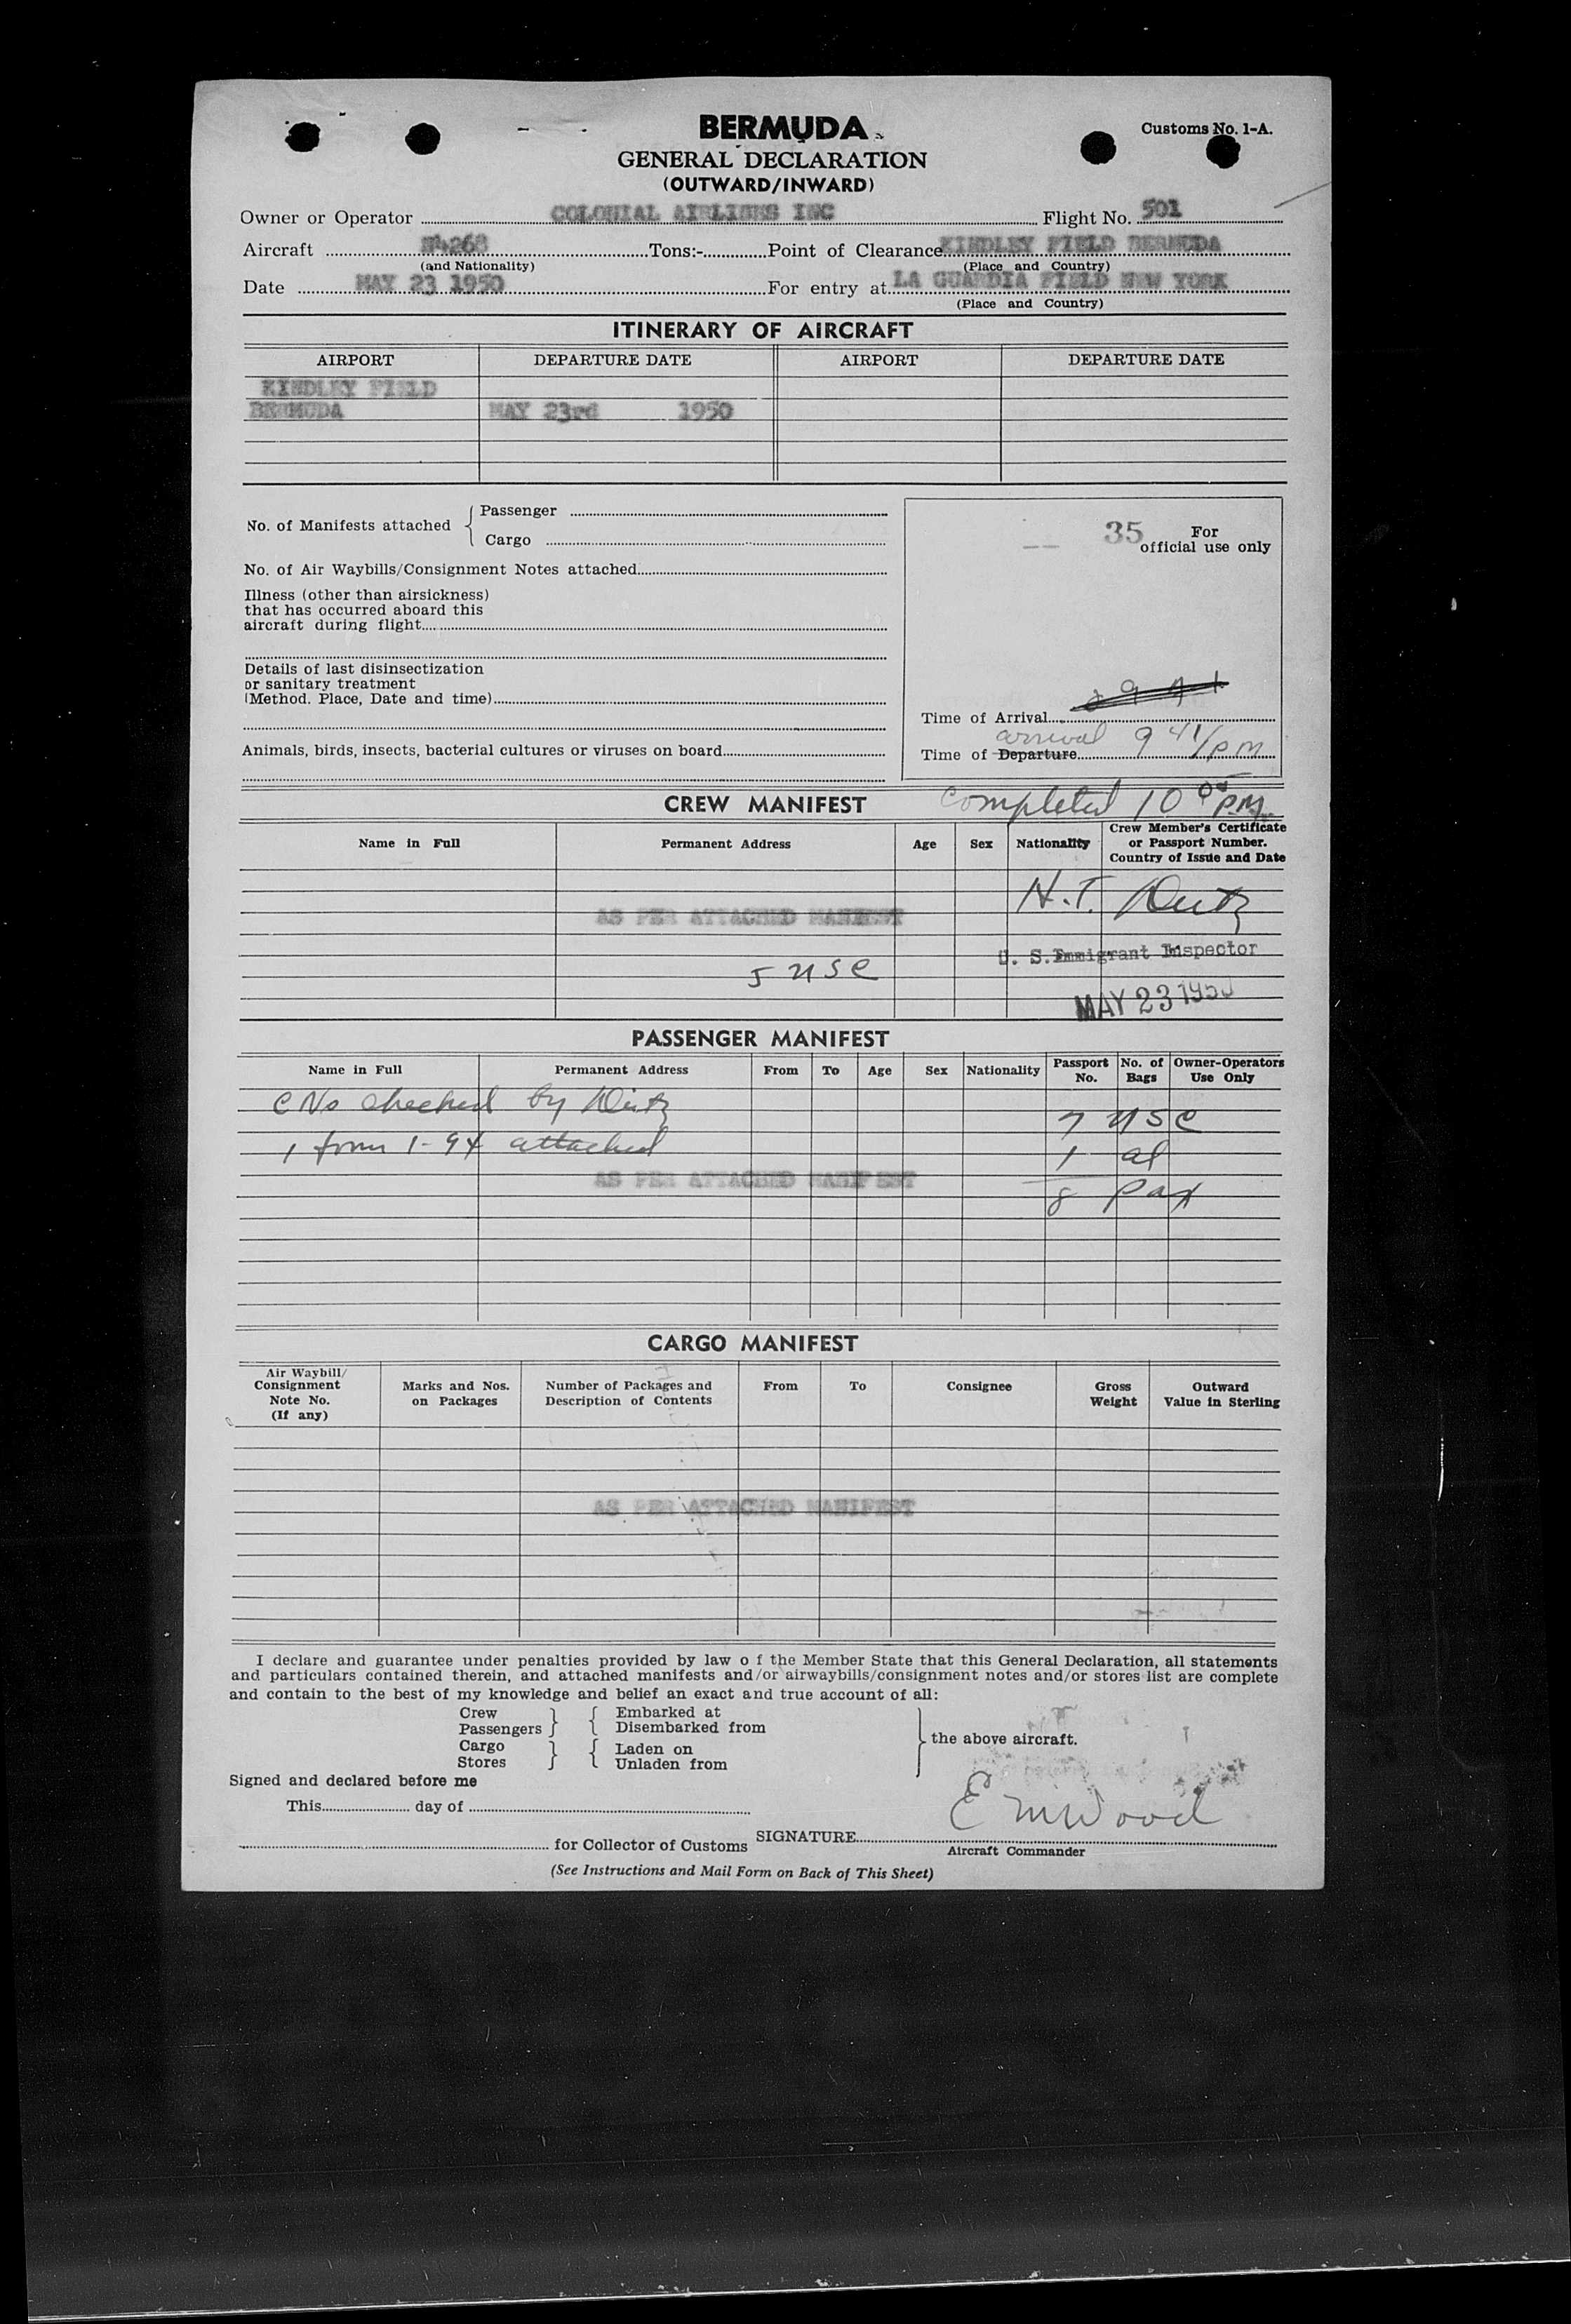 BERMUDA
Customs No. 1-A.
GENERAL DECLARATION
(OUTWARD/INWARD)
Owner or Operator COLONIAL AIRLINES INC Flight No. 501
Aircraft N4268 Tons:- Point of Clearance KINDLEY FIELD BERMUDA
(and Nationality) (Place and Country)
Date MAY 23 1950 For entry at LA GUARDIA FIELD NEW YORK
(Place and Country)
ITINERARY OF AIRCRAFT
AIRPORT DEPARTURE DATE AIRPORT DEPARTURE DATE
KINDLEY FIELD
BERMUDA MAY 23rd 1950
No. of Manifests attached { Passenger
Cargo
35 For
official use only
No. of Air Waybills/Consignment Notes attached
Illness (other than airsickness)
that has occurred aboard this
aircraft during flight
Details of last disinsectization
or sanitary treatment
(Method. Place, Date and time)
Time of Arrival
arrival 9 41/PM
Time of Departure
Animals, birds, insects, bacterial cultures or viruses on board
CREW MANIFEST
Completed 10 00 P.M.
Name in Full Permanent Address Age Sex Nationality Crew Member's Certificate
or Passport Number.
Country of Issue and Date
AS PER ATTACHED MANIFEST
H.T.
U. S. Immigrant Inspector
5 USC
MAY 23 1950
PASSENGER MANIFEST
Name in Full Permanent Address From To Age Sex Nationality Passport No. No. of Bags Owner-Operators Use Only
C Vs checked by
7 USC
1 form 1-94 attached
1 al
AS PER ATTACHED MANIFEST
8 Pax
CARGO MANIFEST
Air Waybill/
Consignment
Note No.
(If any)
Marks and Nos.
on Packages
Number of Packages and
Description of Contents
From To Consignee
Gross
Weight
Outward
Value in Sterling
AS PER ATTACHED MANIFEST
I declare and guarantee under penalties provided by law o f the Member State that this General Declaration, all statements
and particulars contained therein, and attached manifests and/or airwaybills/consignment notes and/or stores list are complete
and contain to the best of my knowledge and belief an exact and true account of all:
Crew } { Embarked at
Passengers } { Disembarked from
} the above aircraft.
Cargo } { Laden on
Stores } { Unladen from
Signed and declared before me
This day of
E M Wood
for Collector of Customs SIGNATURE
Aircraft Commander
(See Instructions and Mail Form on Back of This Sheet)